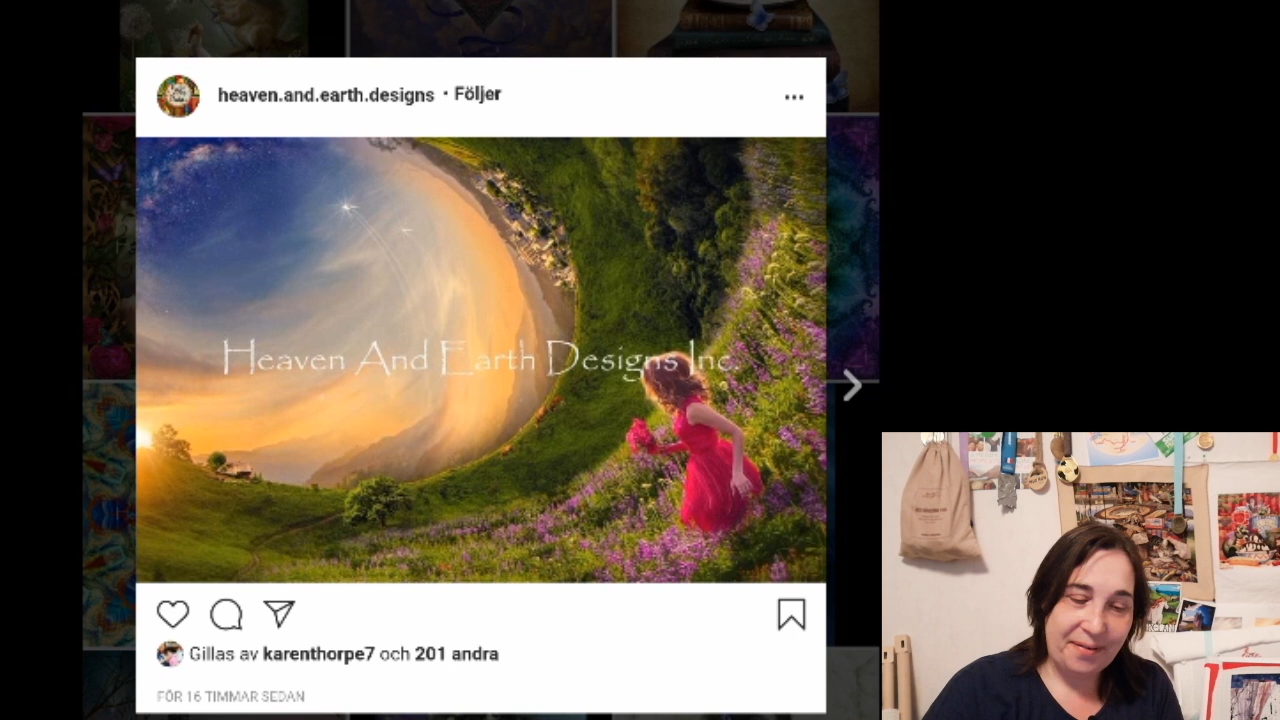 heaven.and.earth.designs • Följer
Heaven And Earth Designs Inc.
Gillas av karenthorpe7 och 201 andra
FÖR 16 TIMMAR SEDAN